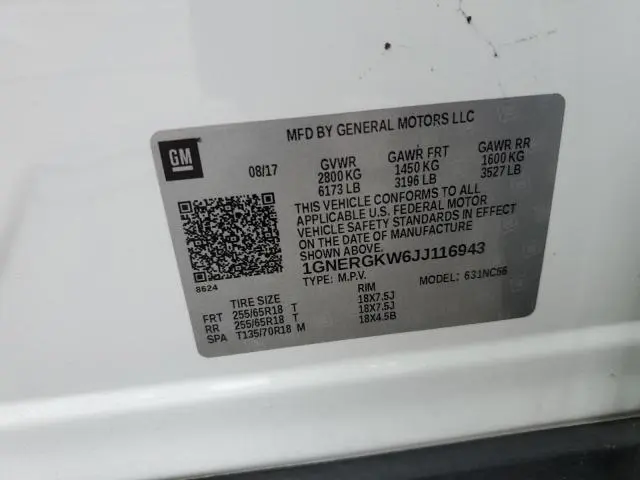 MFD BY GENERAL MOTORS LLC
GM
08/17
GVWR GAWR FRT GAWR RR
2800 KG 1450 KG 1600 KG
6173 LB 3196 LB 3527 LB
THIS VEHICLE CONFORMS TO ALL
APPLICABLE U.S. FEDERAL MOTOR
VEHICLE SAFETY STANDARDS IN EFFECT
ON THE DATE OF MANUFACTURE
1GNERGKW6JJ116943
TYPE: M.P.V. MODEL: 631NC56
8624
TIRE SIZE RIM
FRT 255/65R18 T 18X7.5J
RR 255/65R18 T 18X7.5J
SPA T135/70R18 M 18X4.5B